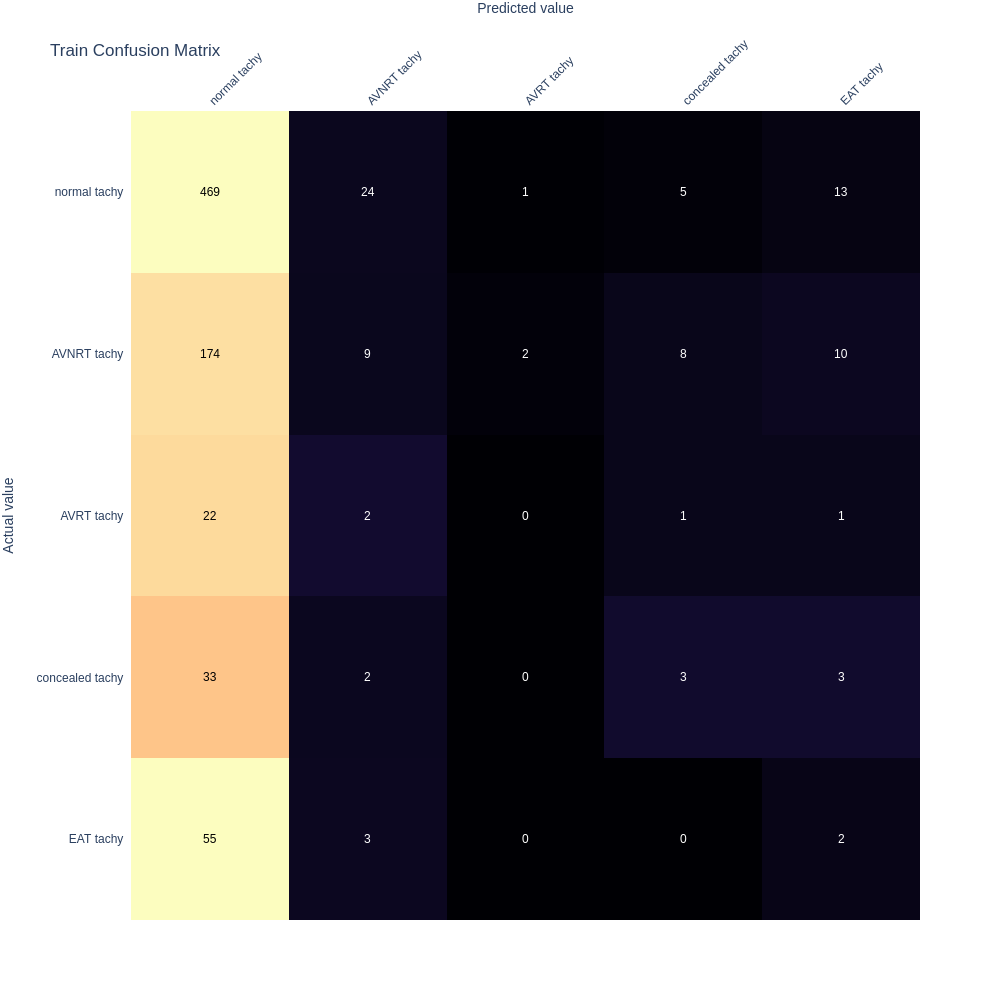 Predicted value
Train Confusion Matrix
normal tachy AVNRT tachy AVRT tachy concealed tachy EAT tachy
normal tachy 469 24 1 5 13
AVNRT tachy 174 9 2 8 10
Actual value
AVRT tachy 22 2 0 1 1
concealed tachy 33 2 0 3 3
EAT tachy 55 3 0 0 2